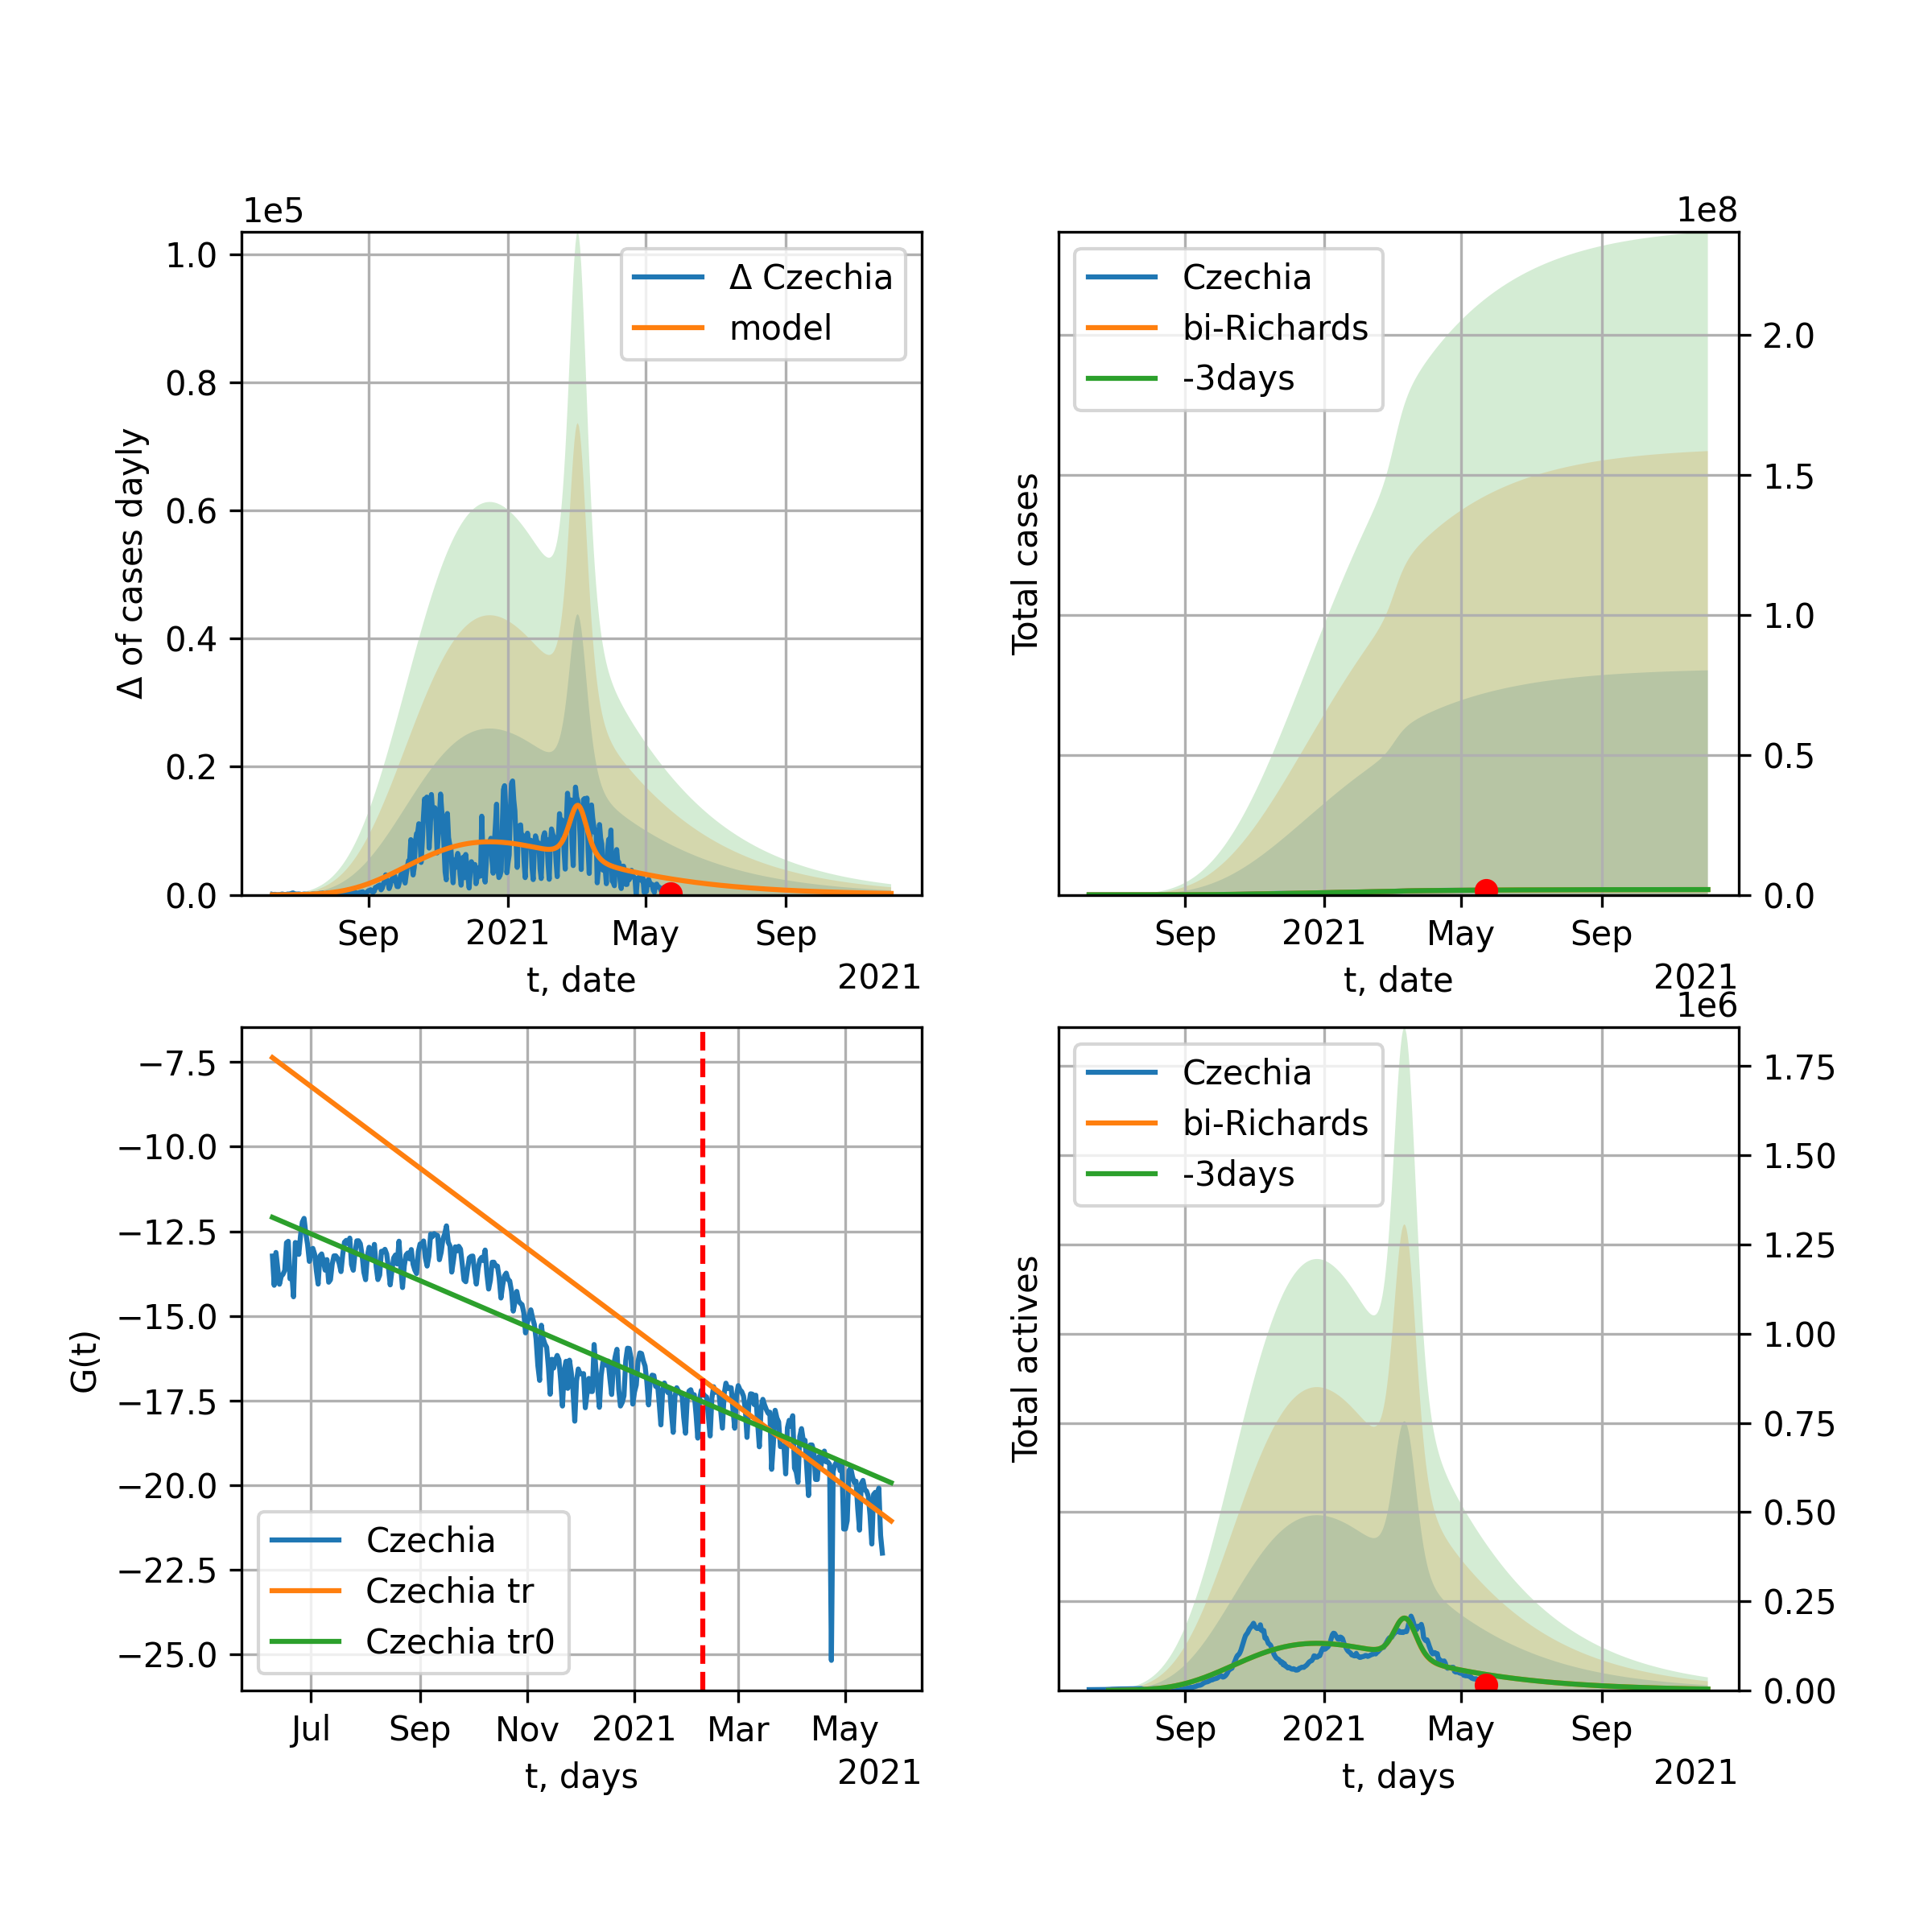 1e5
1.0
0.8
0.6
0.4
0.2
0.0
Δ of cases dayly
Δ Czechia
model
Sep 2021 May Sep
t, date
2021
1e8
Czechia
bi-Richards
-3days
Total cases
2.0
1.5
1.0
0.5
0.0
Sep 2021 May Sep
t, date
2021
−7.5
−10.0
−12.5
−15.0
−17.5
−20.0
−22.5
−25.0
G(t)
Czechia
Czechia tr
Czechia tr0
Jul Sep Nov 2021 Mar May
t, days
2021
1e6
Czechia
bi-Richards
-3days
Total actives
1.75
1.50
1.25
1.00
0.75
0.50
0.25
0.00
Sep 2021 May Sep
t, days
2021